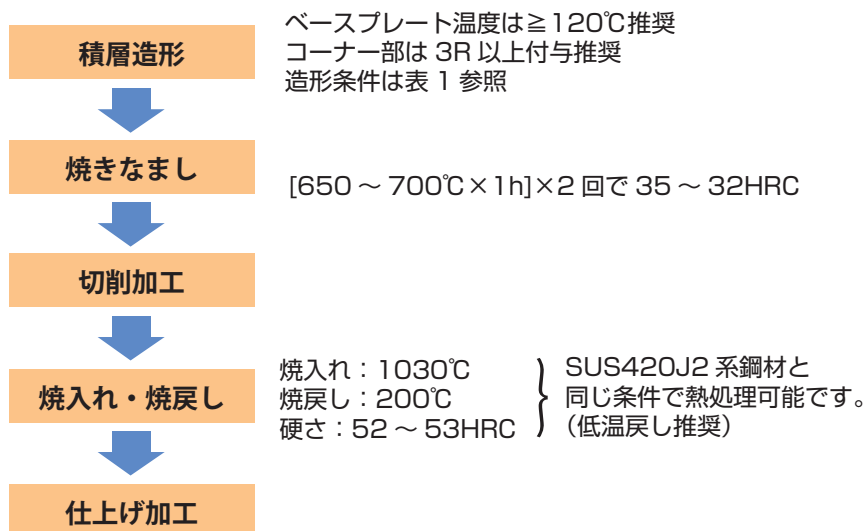 積層造形
ベースプレート温度は≧120℃推奨
コーナー部は 3R 以上付与推奨
造形条件は表 1 参照
焼きなまし
[650 ～ 700℃×1h]×2 回で 35 ～ 32HRC
切削加工
焼入れ・焼戻し
焼入れ：1030℃
焼戻し：200℃
硬さ：52 ～ 53HRC
SUS420J2 系鋼材と
同じ条件で熱処理可能です。
（低温戻し推奨）
仕上げ加工